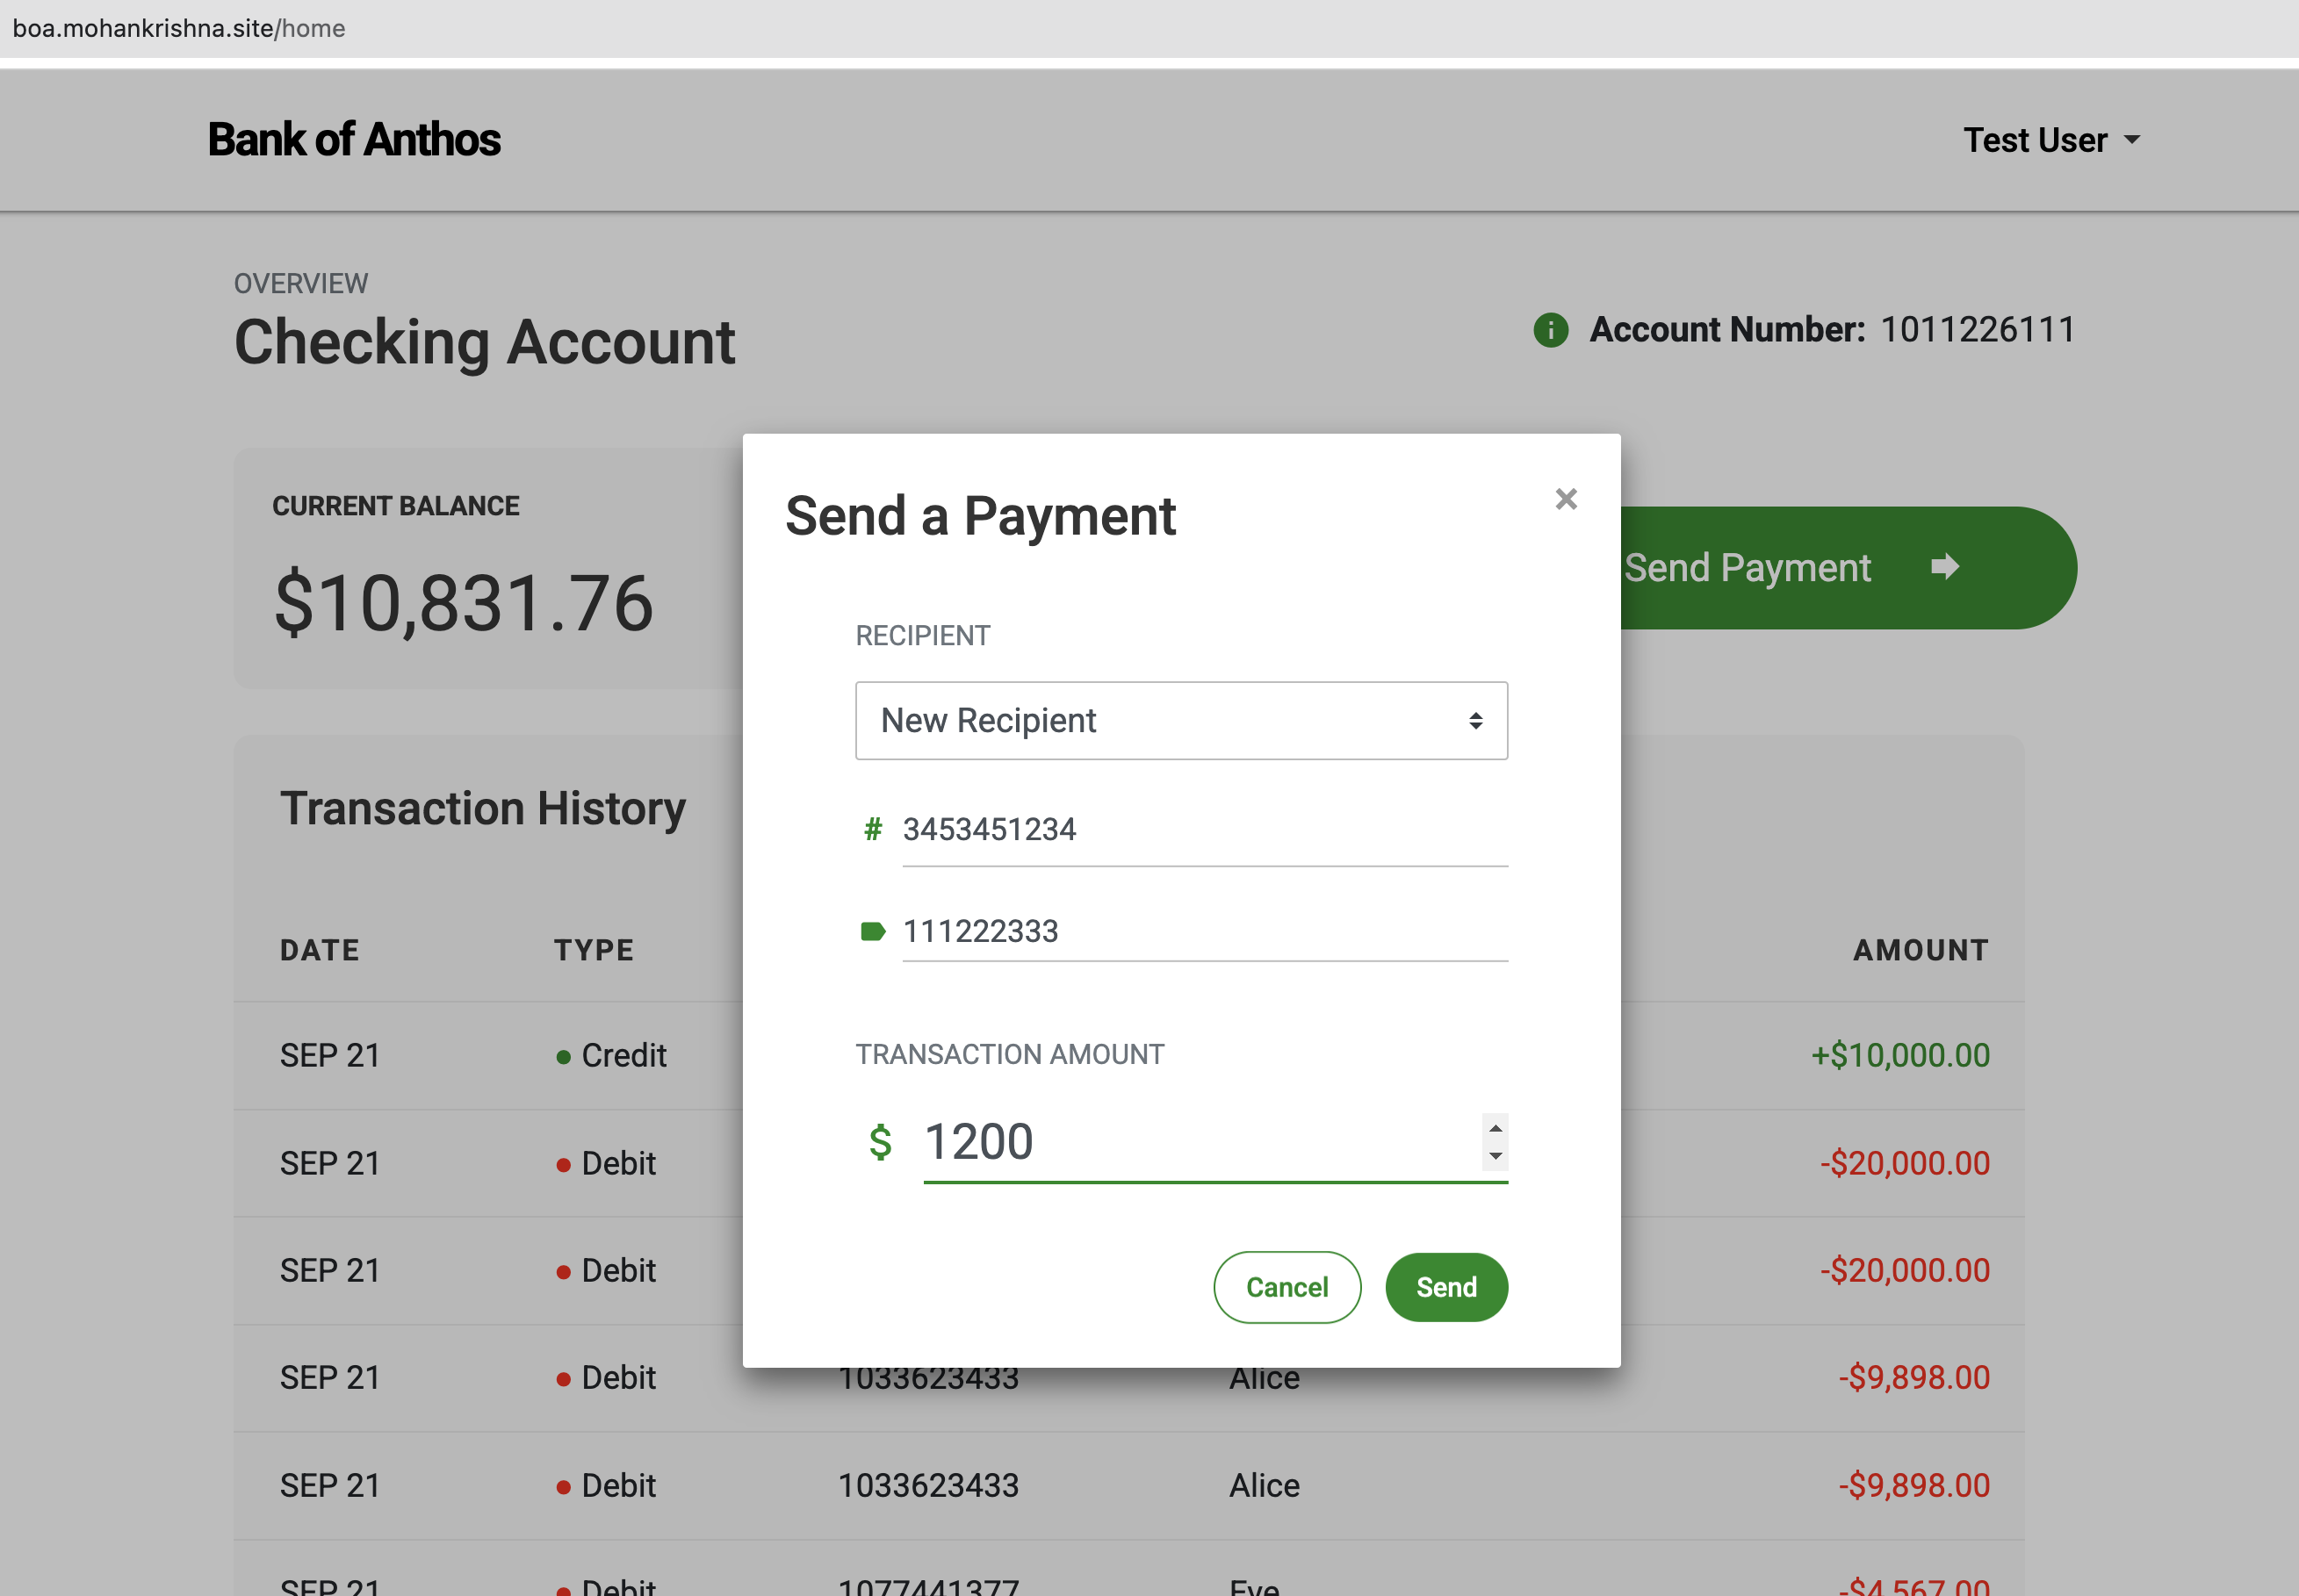 boa.mohankrishna.site/home
Bank of Anthos
Test User
OVERVIEW
Checking Account
Account Number: 1011226111
CURRENT BALANCE
$10,831.76
Send Payment
Send a Payment
×
RECIPIENT
New Recipient
# 3453451234
111222333
TRANSACTION AMOUNT
$ 1200
Cancel Send
Transaction History
DATE TYPE AMOUNT
SEP 21 Credit +$10,000.00
SEP 21 Debit -$20,000.00
SEP 21 Debit -$20,000.00
SEP 21 Debit 1033623433 Alice -$9,898.00
SEP 21 Debit 1033623433 Alice -$9,898.00
SEP 21 Debit 1077441377 Eve -$4,567.00